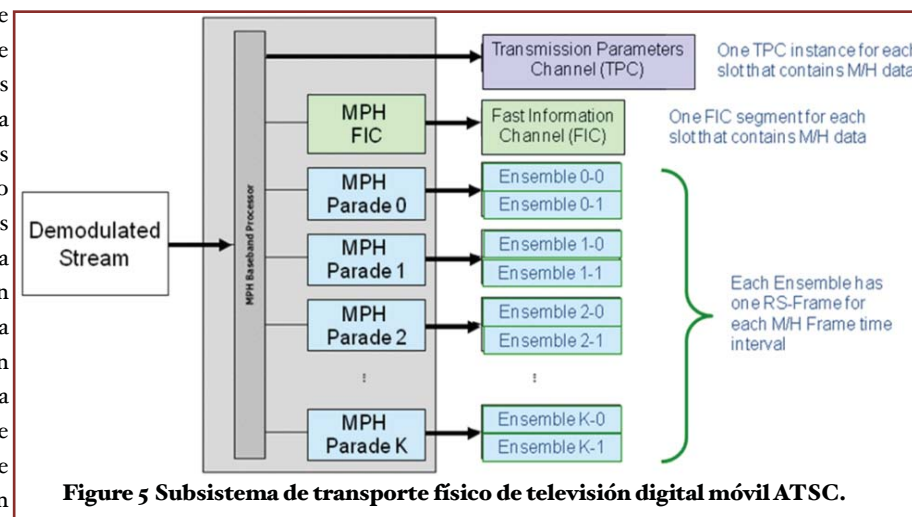 e
e
s
a
s
o
s
a
n
a
n
a
e
e
n
Demodulated
Stream
MPH Baseband Processor
MPH
FIC
MPH
Parade 0
MPH
Parade 1
MPH
Parade 2
⋮
MPH
Parade K
Transmission Parameters
Channel (TPC)
Fast Information
Channel (FIC)
Ensemble 0-0
Ensemble 0-1
Ensemble 1-0
Ensemble 1-1
Ensemble 2-0
Ensemble 2-1
⋮
Ensemble K-0
Ensemble K-1
One TPC instance for each
slot that contains M/H data
One FIC segment for each
slot that contains M/H data
Each Ensemble has
one RS-Frame for
each M/H Frame time
interval
Figure 5 Subsistema de transporte físico de televisión digital móvil ATSC.